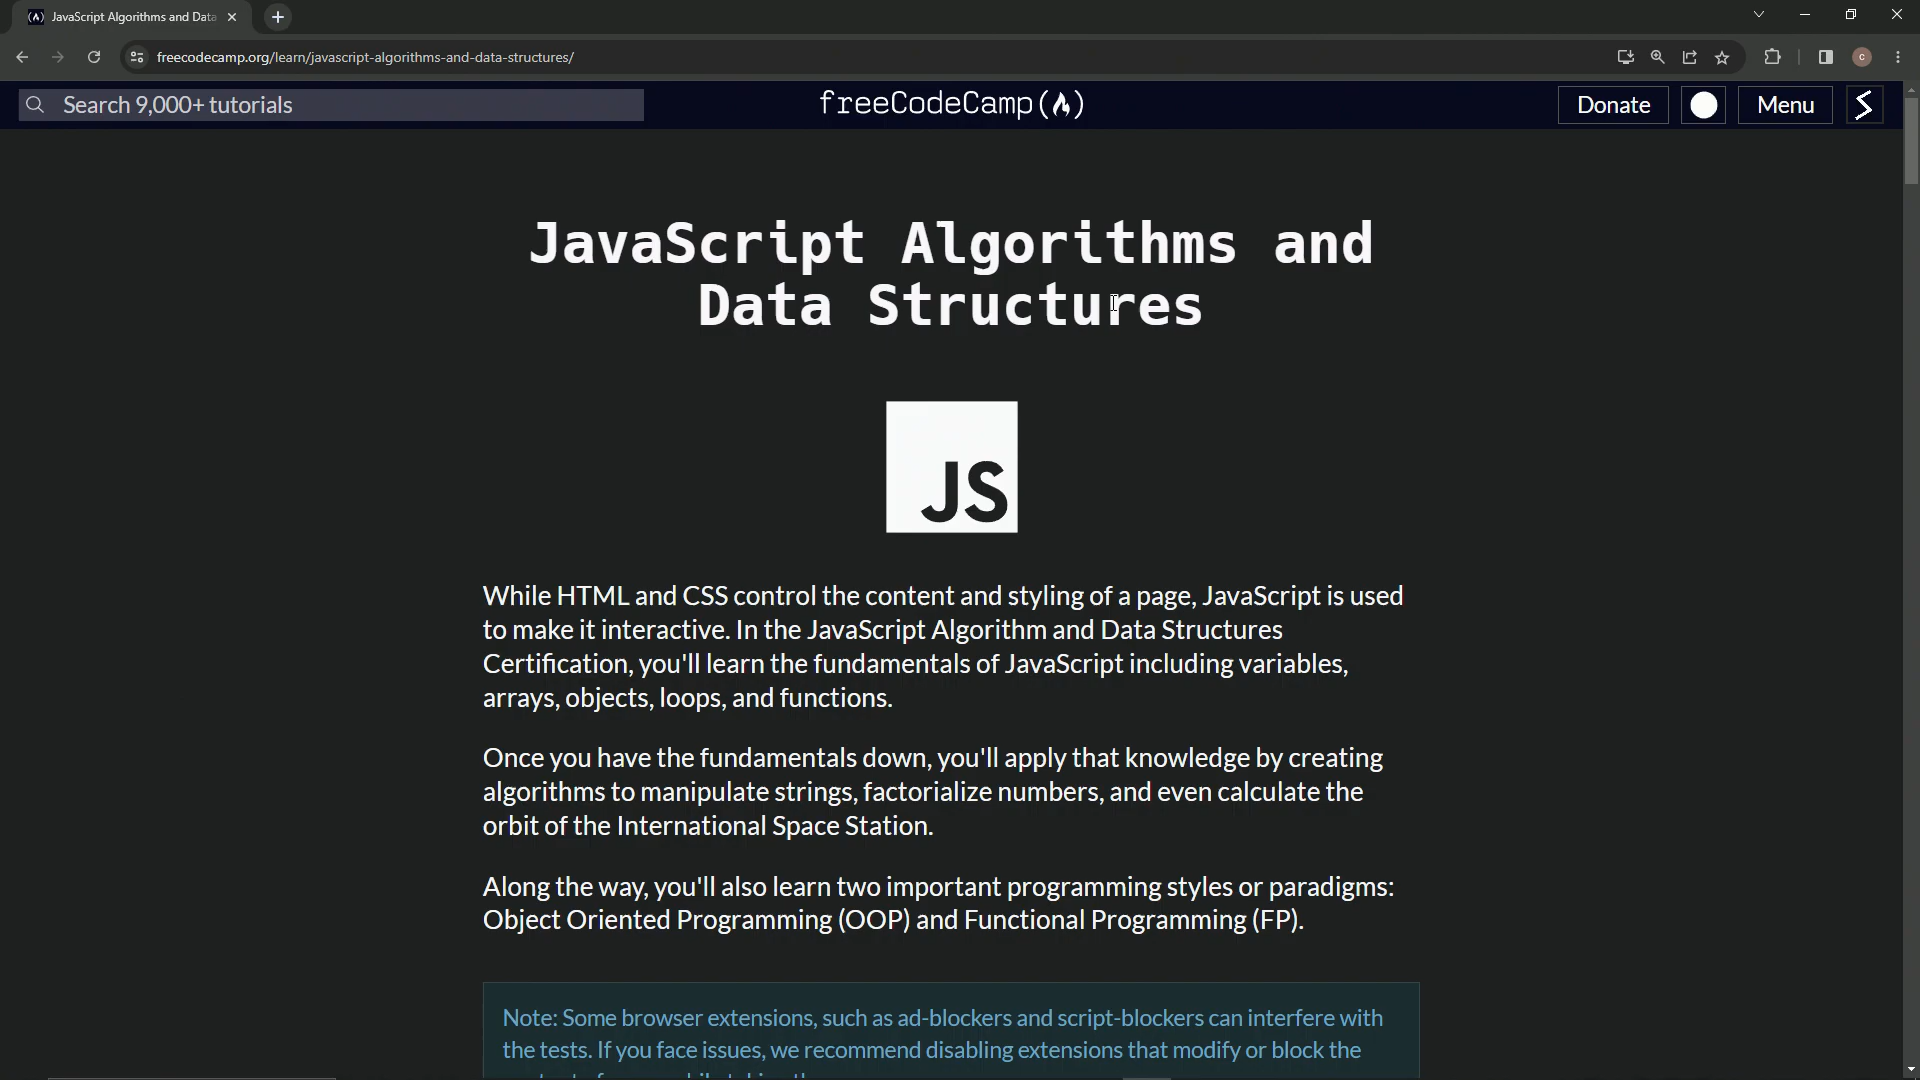 JavaScript Algorithms and Data
freecodecamp.org/learn/javascript-algorithms-and-data-structures/
C
Search 9,000+ tutorials
freeCodeCamp
Donate
Menu
JavaScript Algorithms and
Data Structures
JS
While HTML and CSS control the content and styling of a page, JavaScript is used
to make it interactive. In the JavaScript Algorithm and Data Structures
Certification, you'll learn the fundamentals of JavaScript including variables,
arrays, objects, loops, and functions.
Once you have the fundamentals down, you'll apply that knowledge by creating
algorithms to manipulate strings, factorialize numbers, and even calculate the
orbit of the International Space Station.
Along the way, you'll also learn two important programming styles or paradigms:
Object Oriented Programming (OOP) and Functional Programming (FP).
Note: Some browser extensions, such as ad-blockers and script-blockers can interfere with
the tests. If you face issues, we recommend disabling extensions that modify or block the